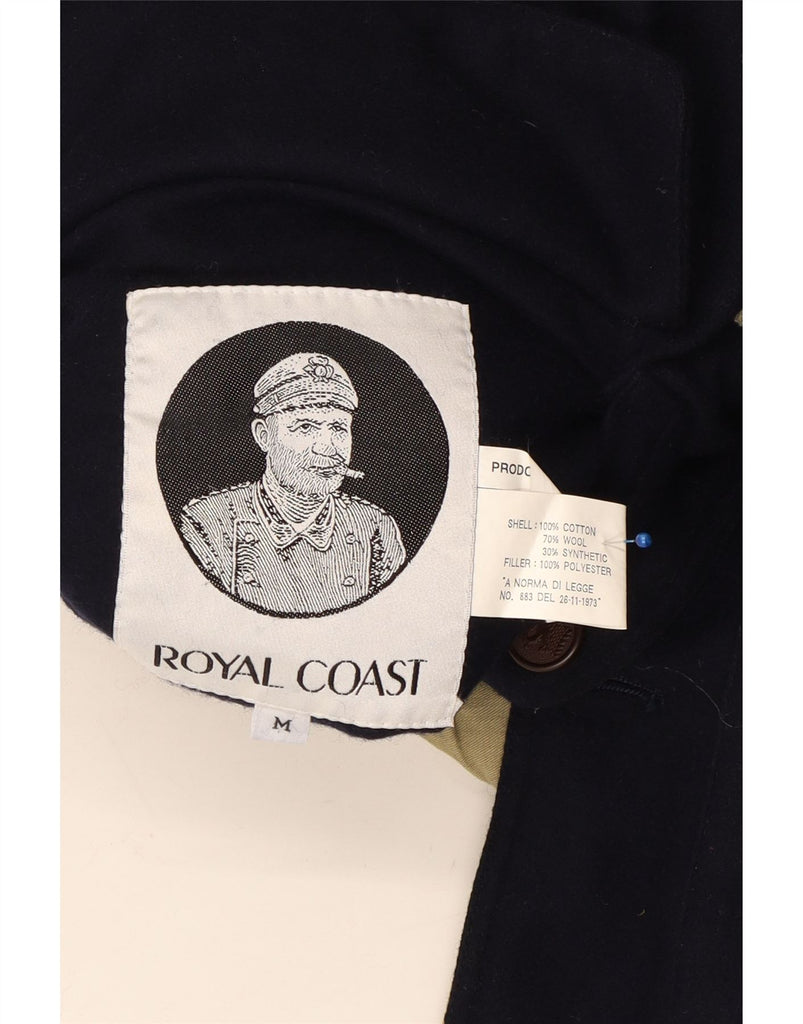 PRODC
SHELL : 100% COTTON
70% WOOL
30% SYNTHETIC
FILLER : 100% POLYESTER
"A NORMA DI LEGGE
NO. 883 DEL 26-11-1973"
ROYAL COAST
M